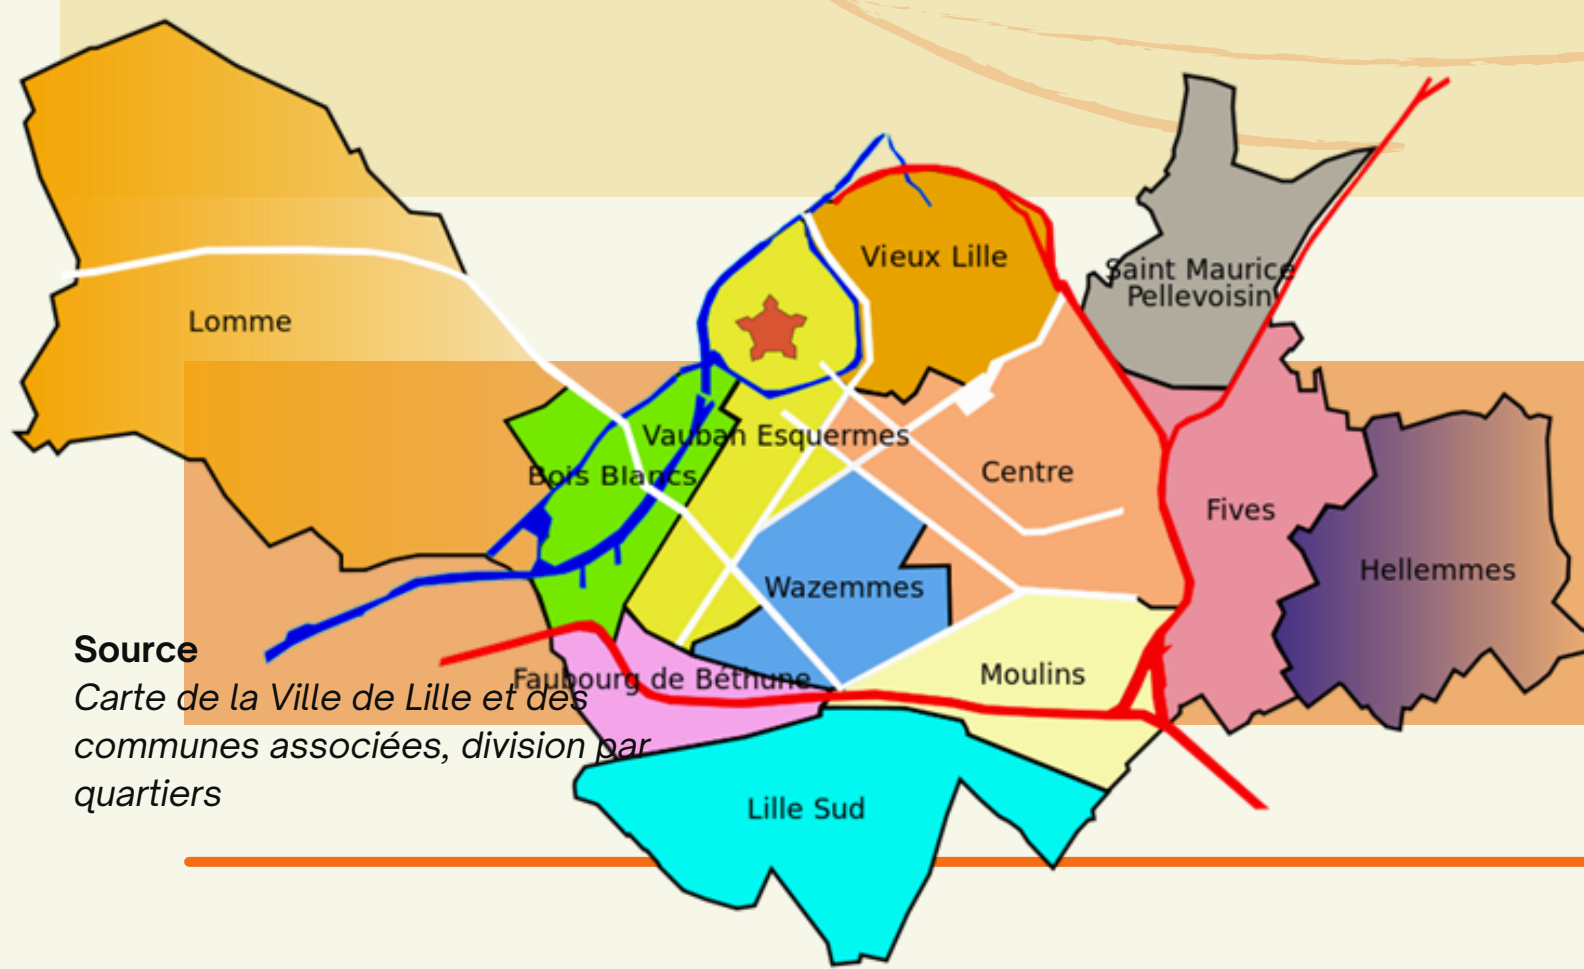 Vieux Lille
Saint Maurice
Pellevoisin
Lomme
Vauban Esquermes
Bois Blancs
Centre
Fives
Hellemmes
Wazemmes
Moulins
Faubourg de Béthune
Lille Sud
Source
Carte de la Ville de Lille et des
communes associées, division par
quartiers